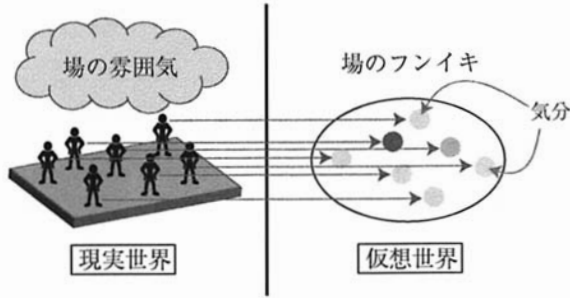 場の雰囲気
現実世界
場のフンイキ
気分
仮想世界